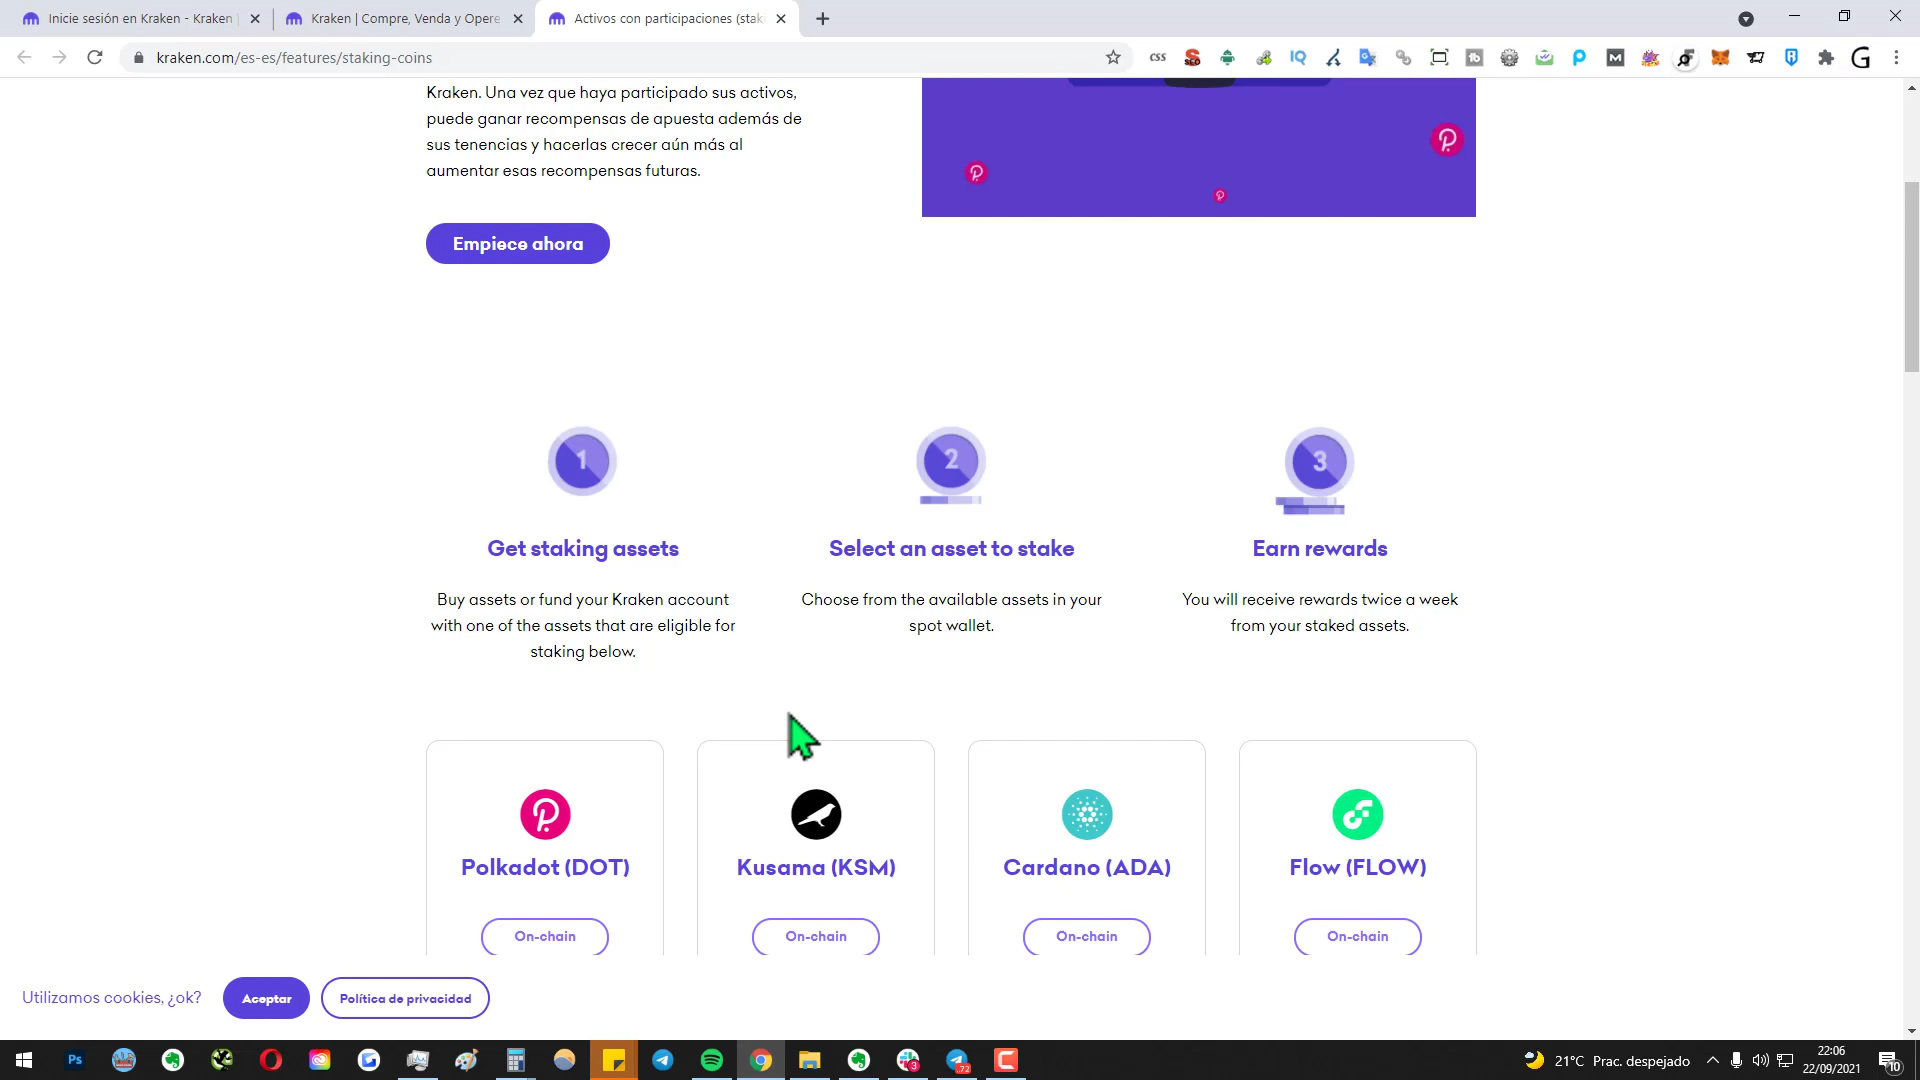 Inicie sesión en Kraken - Kraken
Kraken | Compre, Venda y Opere
Activos con participaciones (stak
kraken.com/es-es/features/staking-coins
Kraken. Una vez que haya participado sus activos,
puede ganar recompensas de apuesta además de
sus tenencias y hacerlas crecer aún más al
aumentar esas recompensas futuras.
Empiece ahora
1
2
3
Get staking assets
Select an asset to stake
Earn rewards
Buy assets or fund your Kraken account
with one of the assets that are eligible for
staking below.
Choose from the available assets in your
spot wallet.
You will receive rewards twice a week
from your staked assets.
Polkadot (DOT)
Kusama (KSM)
Cardano (ADA)
Flow (FLOW)
On-chain
On-chain
On-chain
On-chain
Utilizamos cookies, ¿ok?
Aceptar
Política de privacidad
Ps
72
3
21°C Prac. despejado
22:06
22/09/2021
10